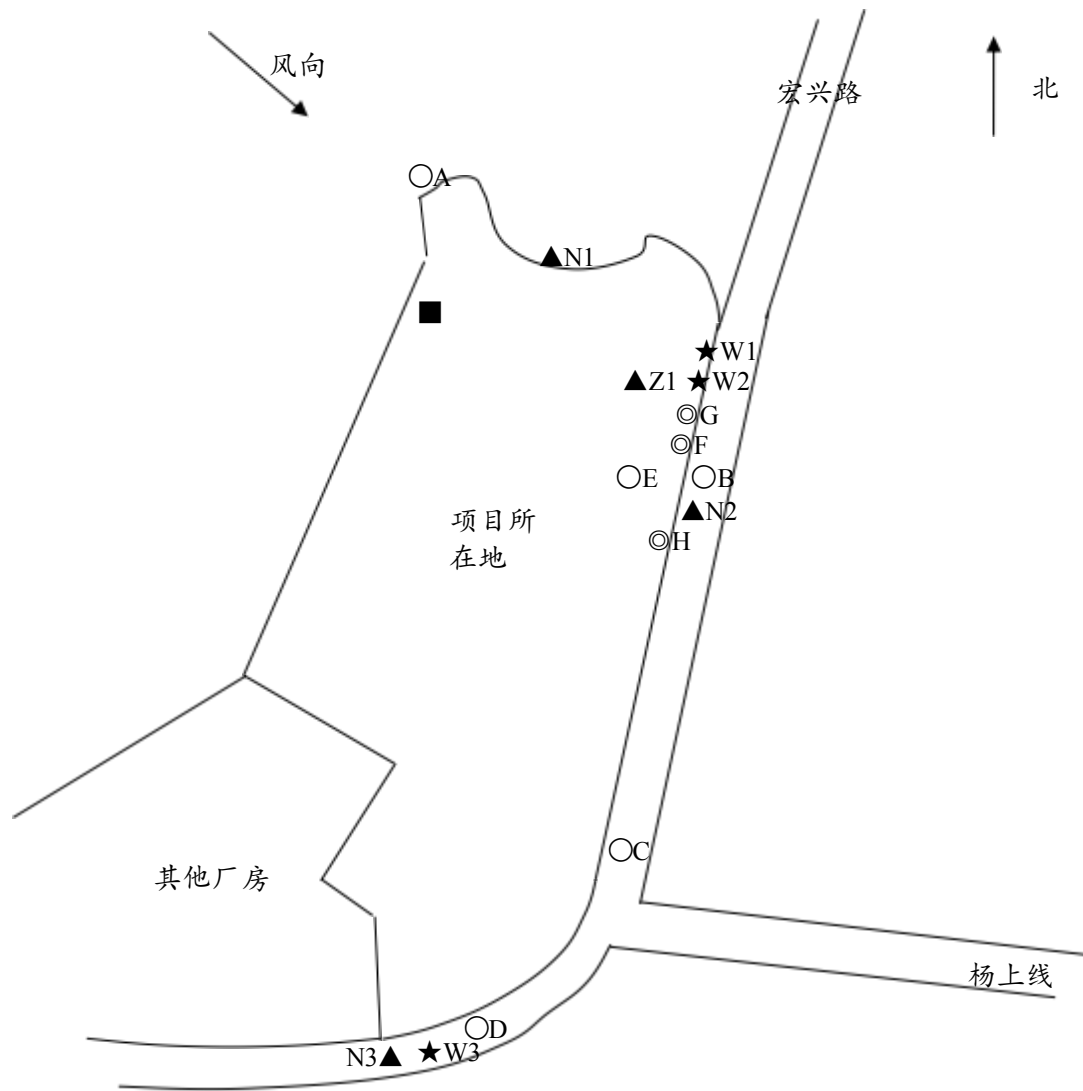 风向
宏兴路
北
○A
▲N1
■
★W1
▲Z1
★W2
◎G
◎F
○E
○B
▲N2
项目所
在地
◎H
○C
其他厂房
杨上线
○D
N3▲
★W3